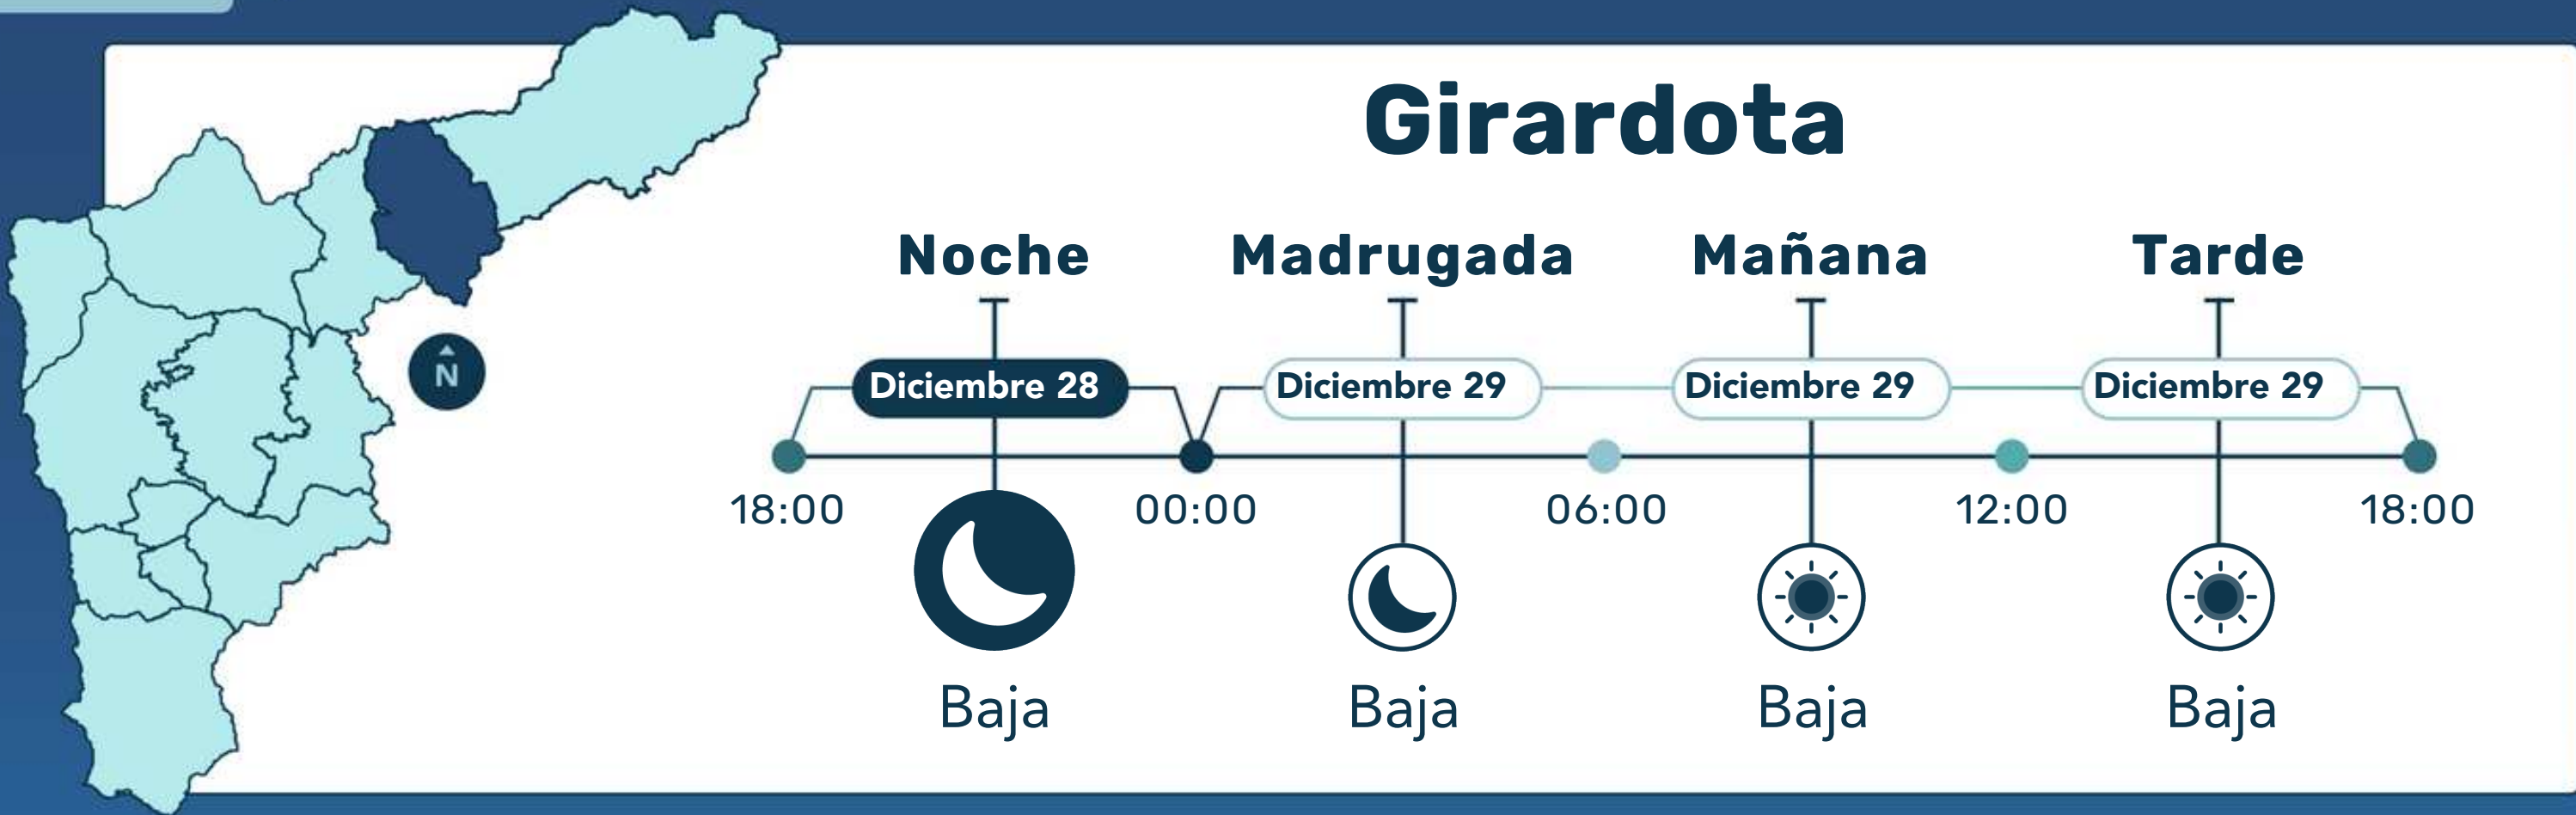 Girardota
Noche Madrugada Mañana Tarde
N
Diciembre 28 Diciembre 29 Diciembre 29 Diciembre 29
18:00 00:00 06:00 12:00 18:00
Baja Baja Baja Baja